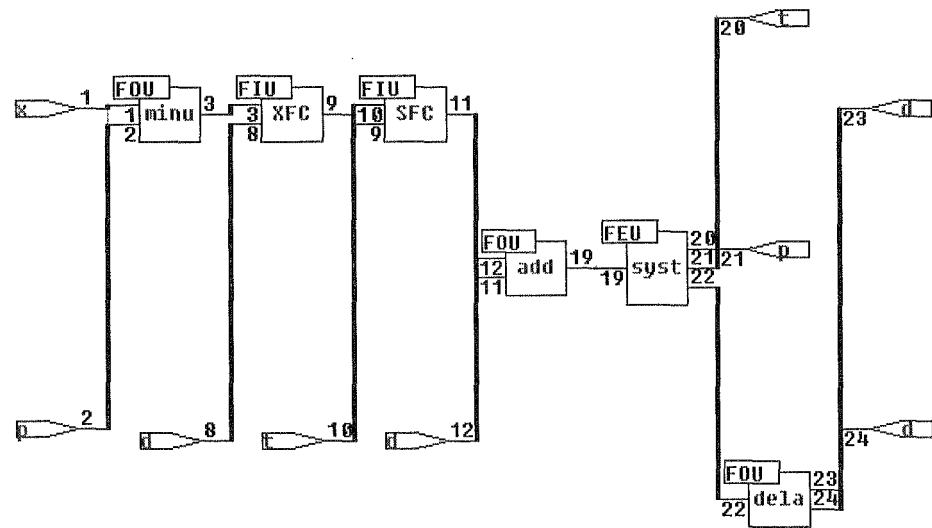 t
20
FOU
FIU
FIU
x
1
1
minu
3
3
XFC
9
10
SFC
11
d
23
2
8
9
FOU
12
add
19
11
FEU
19
syst
20
21
22
p
21
p
2
d
8
t
10
d
12
d
24
FOU
22
dela
23
24